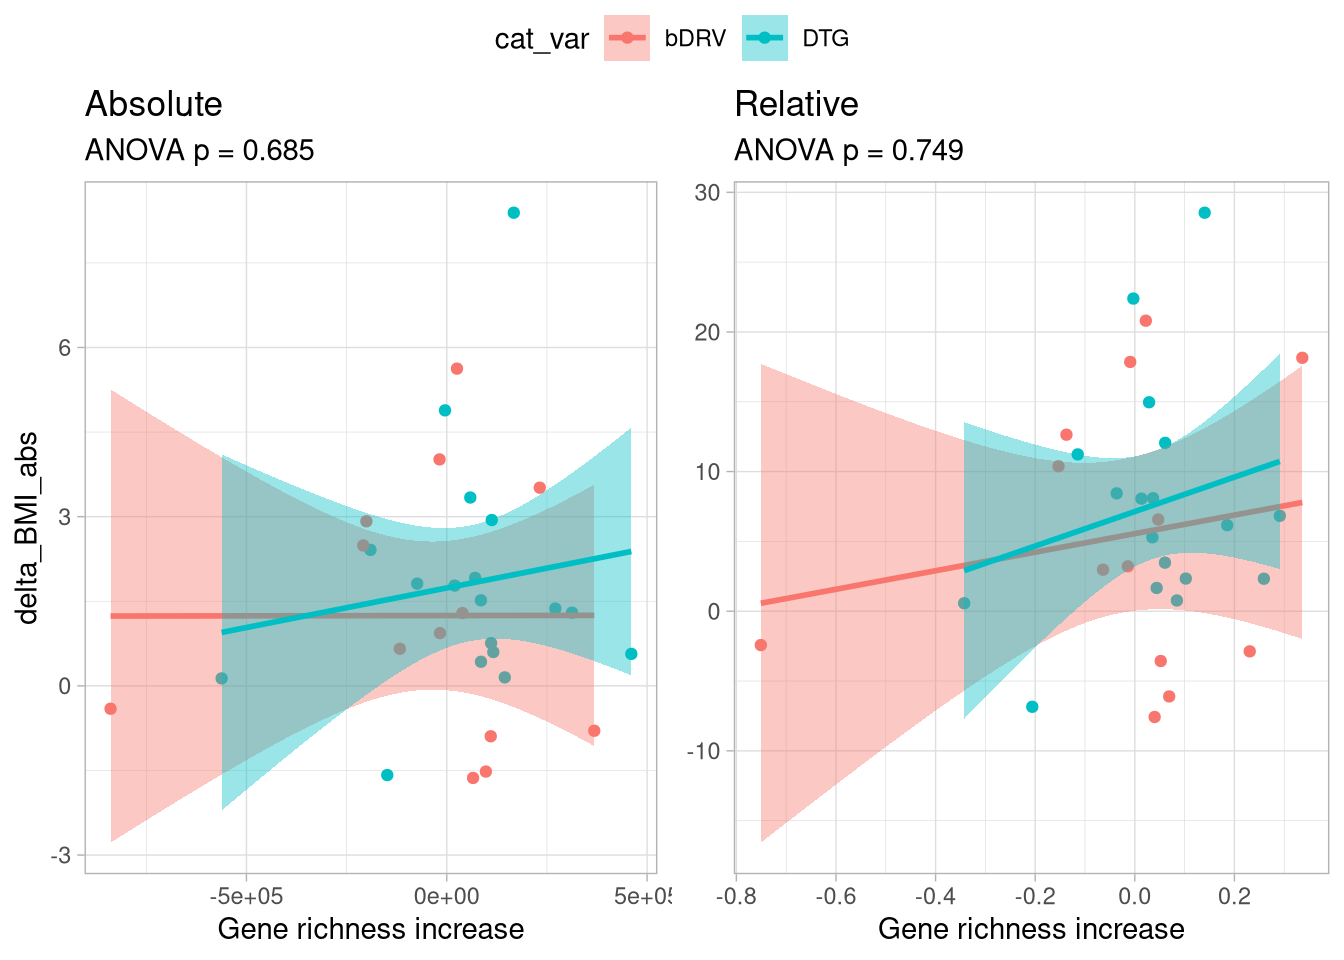 cat_var bDRV DTG
Absolute
ANOVA p = 0.685
delta_BMI_abs
6
3
0
-3
-5e+05 0e+00 5e+0
Gene richness increase
Relative
ANOVA p = 0.749
30
20
10
0
-10
-0.8 -0.6 -0.4 -0.2 0.0 0.2
Gene richness increase